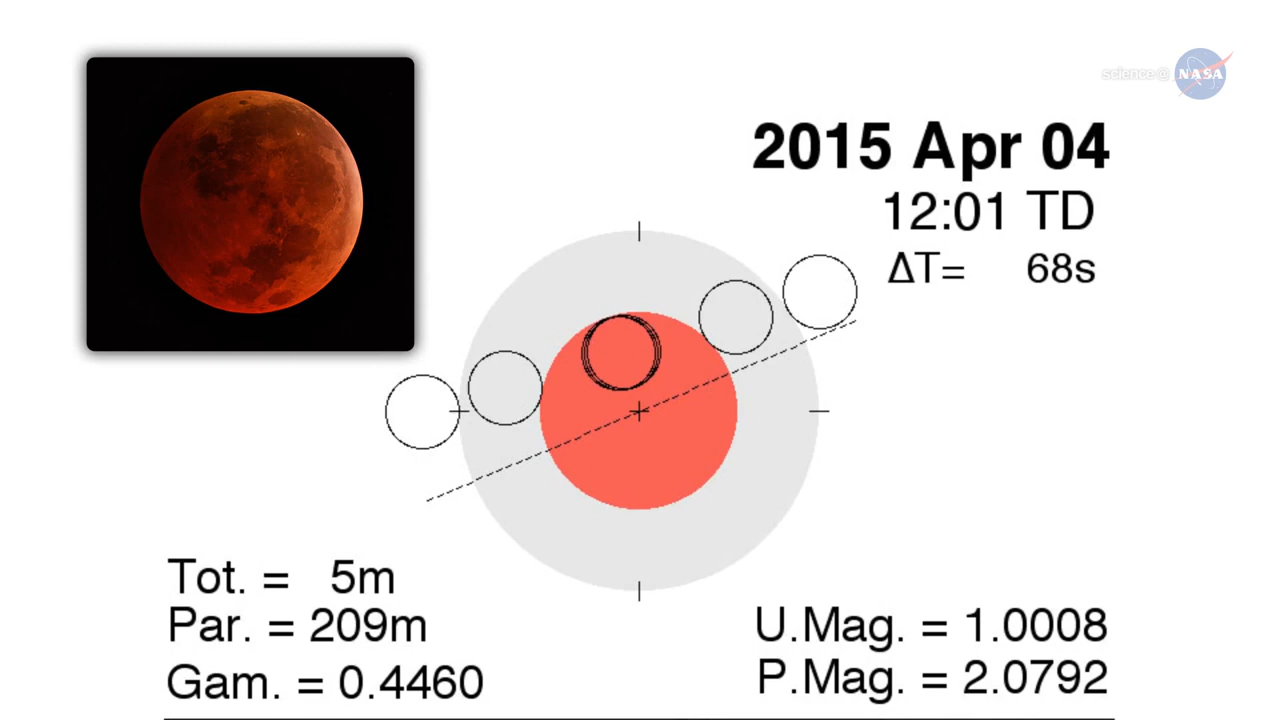 science@ NASA
2015 Apr 04
12:01 TD
ΔT= 68s
Tot. = 5m
Par. = 209m
Gam. = 0.4460
U.Mag. = 1.0008
P.Mag. = 2.0792